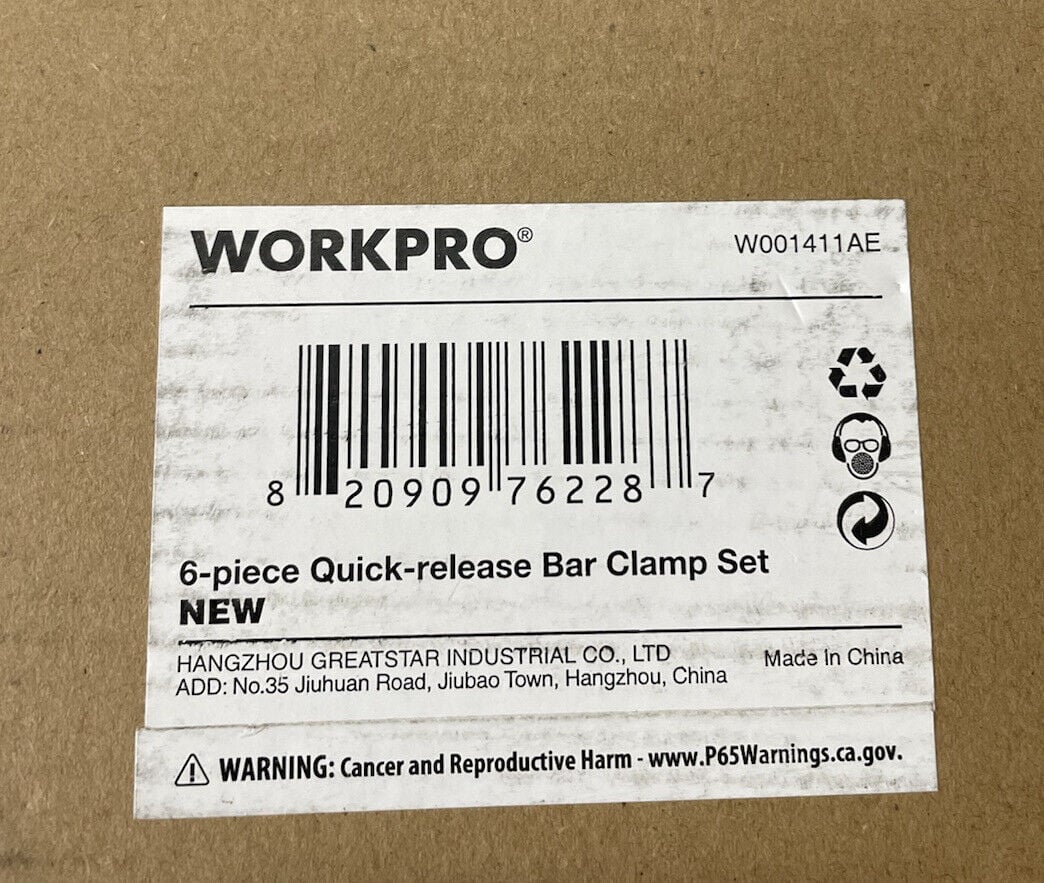 WORKPRO®
W001411AE
8 20909 76228 7
6-piece Quick-release Bar Clamp Set
NEW
HANGZHOU GREATSTAR INDUSTRIAL CO., LTD
Made In China
ADD: No.35 Jiuhuan Road, Jiubao Town, Hangzhou, China
WARNING: Cancer and Reproductive Harm - www.P65Warnings.ca.gov.